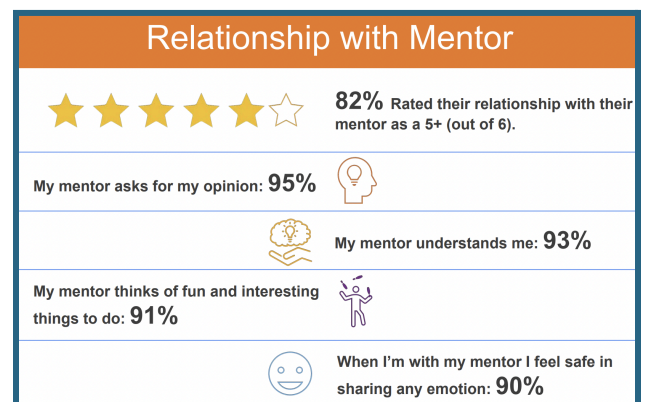 Relationship with Mentor
82% Rated their relationship with their
mentor as a 5+ (out of 6).
My mentor asks for my opinion: 95%
My mentor understands me: 93%
My mentor thinks of fun and interesting
things to do: 91%
When I’m with my mentor I feel safe in
sharing any emotion: 90%